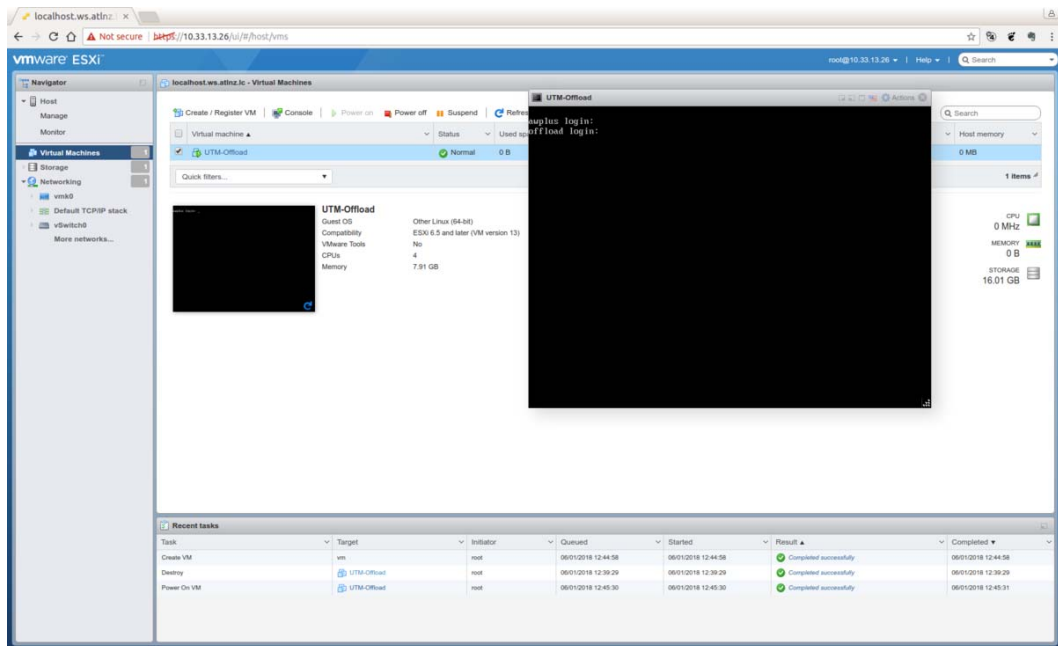 localhost.ws.atlnz.l
Not secure https://10.33.13.26/ui/#/host/vms
vmware ESXi
root@10.33.13.26 Help Search
Navigator
Host
Manage
Monitor
Virtual Machines 1
Storage 1
Networking 1
vmk0
Default TCP/IP stack
vSwitch0
More networks...
localhost.ws.atlnz.lc - Virtual Machines
Create / Register VM Console Power on Power off Suspend Refres
Search
Virtual machine Status Used sp Host memory
UTM-Offload Normal 0 B 0 MB
Quick filters... 1 items
UTM-Offload
Guest OS Other Linux (64-bit)
Compatibility ESXi 6.5 and later (VM version 13)
VMware Tools No
CPUs 4
Memory 7.91 GB
CPU
0 MHz
MEMORY
0 B
STORAGE
16.01 GB
UTM-Offload Actions
awplus login:
offload login:
Recent tasks
Task Target Initiator Queued Started Result Completed
Create VM vm root 06/01/2018 12:44:58 06/01/2018 12:44:58 Completed successfully 06/01/2018 12:44:58
Destroy UTM-Offload root 06/01/2018 12:39:29 06/01/2018 12:39:29 Completed successfully 06/01/2018 12:39:29
Power On VM UTM-Offload root 06/01/2018 12:45:30 06/01/2018 12:45:30 Completed successfully 06/01/2018 12:45:31